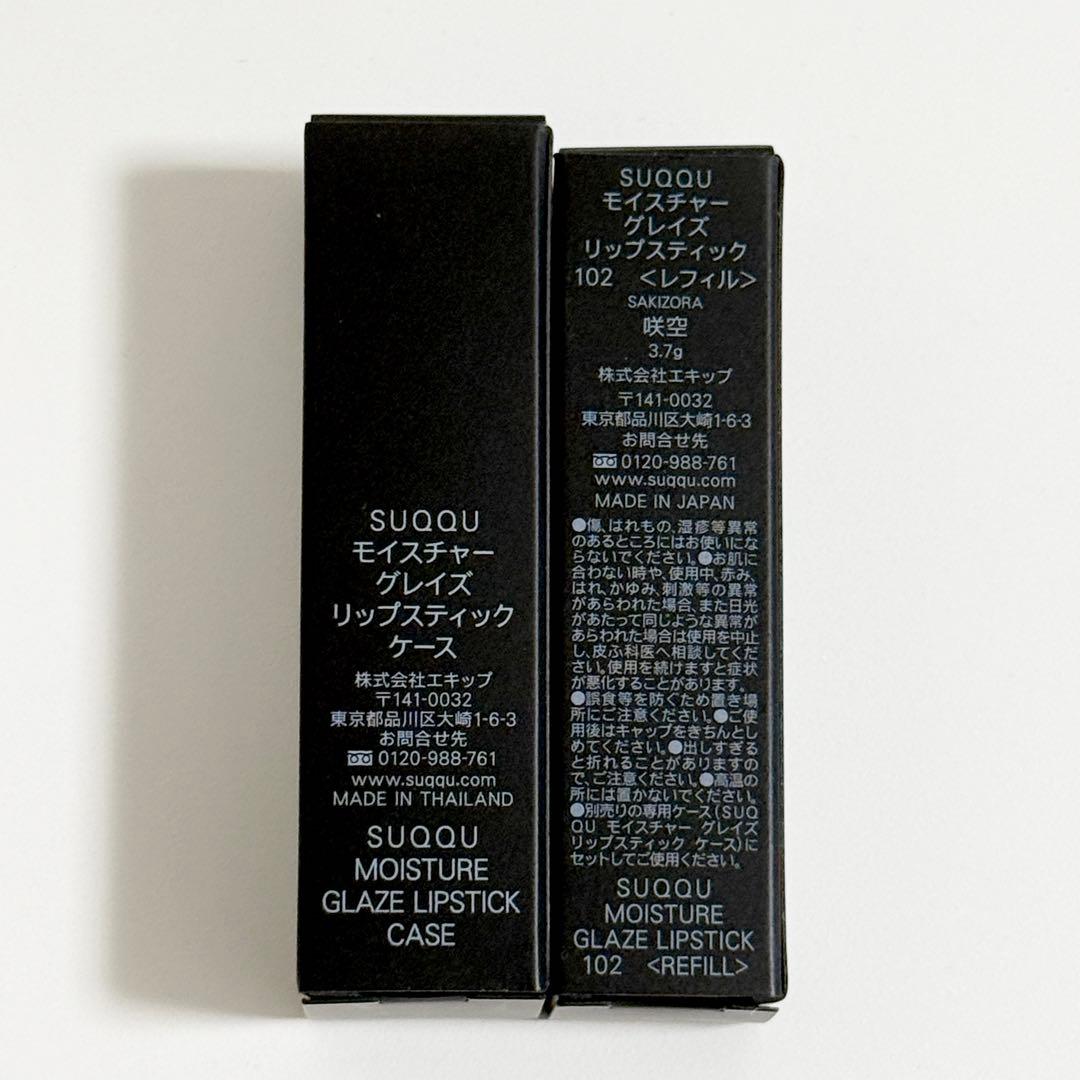 SUQQU
モイスチャー
グレイズ
リップスティック
ケース
株式会社エキップ
〒141-0032
東京都品川区大崎1-6-3
お問合せ先
0120-988-761
www.suqqu.com
MADE IN THAILAND
SUQQU
MOISTURE
GLAZE LIPSTICK
CASE
SUQQU
モイスチャー
グレイズ
リップスティック
102 <レフィル>
SAKIZORA
咲空
3.7g
株式会社エキップ
〒141-0032
東京都品川区大崎1-6-3
お問合せ先
0120-988-761
www.suqqu.com
MADE IN JAPAN
●傷、はれもの、湿疹等異常
のあるところにはお使いにな
らないでください。●お肌に
合わない時や、使用中、赤み、
はれ、かゆみ、刺激等の異常
があらわれた場合、また日光
があたって同じような異常が
あらわれた場合は使用を中止
し、皮ふ科医へ相談してくだ
さい。使用を続けますと症状
が悪化することがあります。
●誤食等を防ぐため置き場
所にご注意ください。●ご使
用後はキャップをきちんとし
めてください。●出しすぎる
と折れることがありますの
で、ご注意ください。●高温の
所には置かないでください。
●別売りの専用ケース(SUQ
QU モイスチャー グレイズ
リップスティック ケース)に
セットしてご使用ください。
SUQQU
MOISTURE
GLAZE LIPSTICK
102 <REFILL>